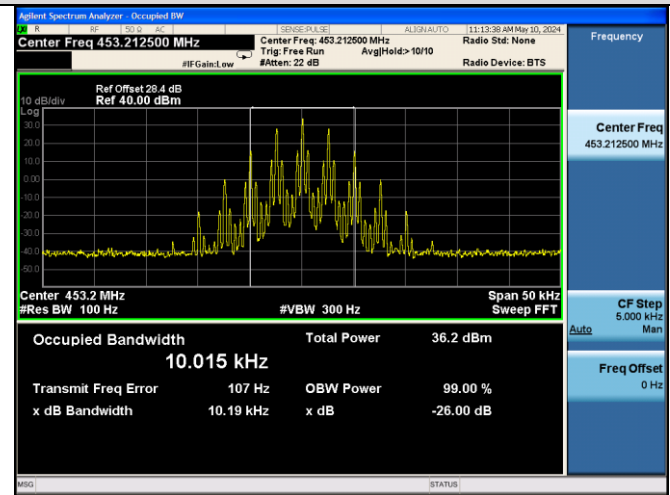 Agilent Spectrum Analyzer - Occupied BW
R RF 50 Ω AC SENSE:PULSE ALIGNAUTO 11:13:38 AM May 10, 2024
Center Freq 453.212500 MHz
Center Freq: 453.212500 MHz Radio Std: None
Trig: Free Run Avg|Hold:> 10/10
#IFGain:Low #Atten: 22 dB Radio Device: BTS
Frequency
Ref Offset 28.4 dB
10 dB/div Ref 40.00 dBm
Log
30.0
20.0
10.0
0.00
-10.0
-20.0
-30.0
-40.0
-50.0
Center Freq
453.212500 MHz
Center 453.2 MHz Span 50 kHz
#Res BW 100 Hz #VBW 300 Hz Sweep FFT
CF Step
5.000 kHz
Auto Man
Occupied Bandwidth Total Power 36.2 dBm
10.015 kHz
Transmit Freq Error 107 Hz OBW Power 99.00 %
x dB Bandwidth 10.19 kHz x dB -26.00 dB
Freq Offset
0 Hz
MSG STATUS